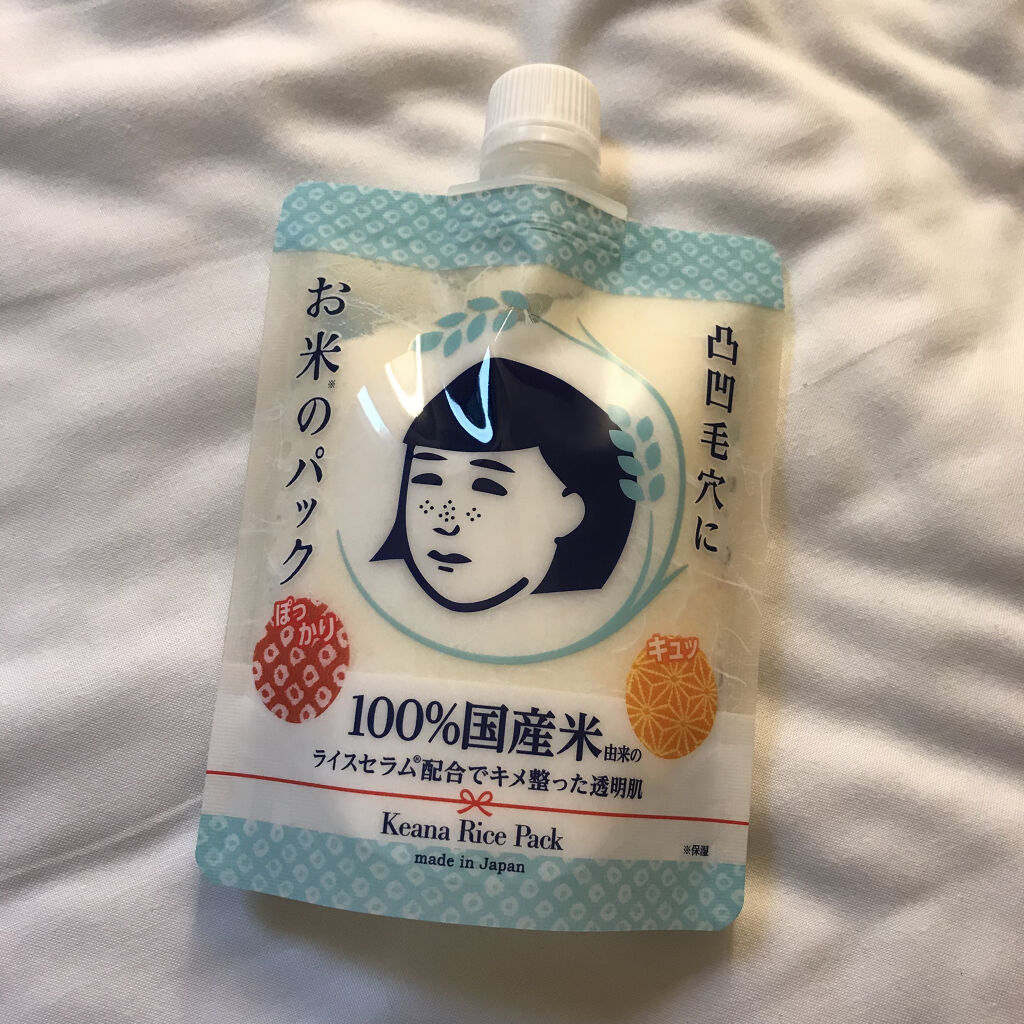 凸凹毛穴に
お米※のパック
ぽっ
かり
キュッ
100%国産米由来の
ライスセラム®配合でキメ整った透明肌
Keana Rice Pack
※保湿
made in Japan